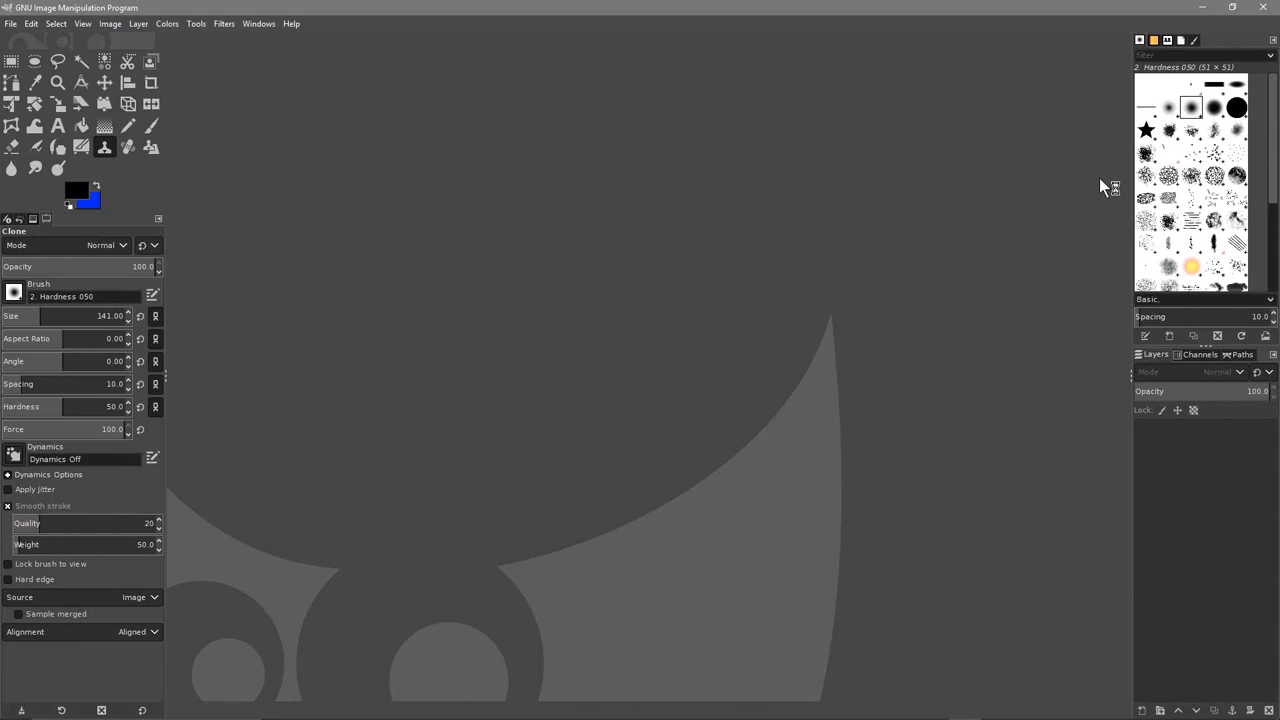 GNU Image Manipulation Program
File Edit Select View Image Layer Colors Tools Filters Windows Help
Clone
Mode Normal
Opacity 100.0
Brush
2. Hardness 050
Size 141.00
Aspect Ratio 0.00
Angle 0.00
Spacing 10.0
Hardness 50.0
Force 100.0
Dynamics
Dynamics Off
Dynamics Options
Apply Jitter
Smooth stroke
Quality 20
Weight 50.0
Lock brush to view
Hard edge
Source Image
Sample merged
Alignment Aligned
filter
2. Hardness 050 (51 × 51)
Basic,
Spacing 10.0
Layers Channels Paths
Mode Normal
Opacity 100.0
Lock: